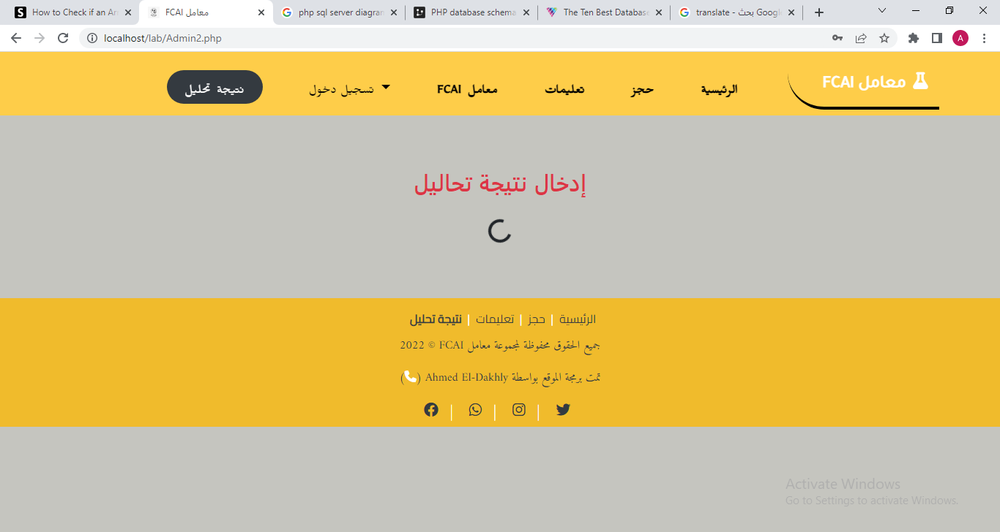 How to Check if an Ar
معامل FCAI
php sql server diagram
PHP database schema
The Ten Best Database
translate - بحث Google
localhost/lab/Admin2.php
A
معامل FCAI
الرئيسية
حجز
تعليمات
معامل FCAI
تسجيل دخول
نتيجة تحليل
إدخال نتيجة تحاليل
الرئيسية | حجز | تعليمات | نتيجة تحليل
جميع الحقوق محفوظة لمجموعة معامل FCAI © 2022
تمت برمجة الموقع بواسطة Ahmed El-Dakhly ()
Activate Windows
Go to Settings to activate Windows.